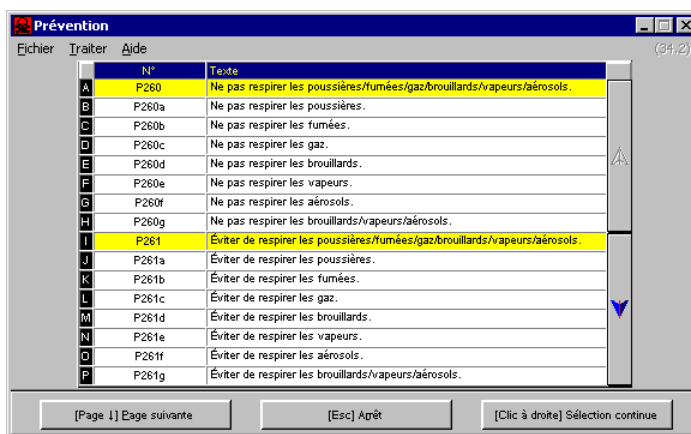 Prévention
Fichier Traiter Aide (34,2)
N° Texte
A P260 Ne pas respirer les poussières/fumées/gaz/brouillards/vapeurs/aérosols.
B P260a Ne pas respirer les poussières.
C P260b Ne pas respirer les fumées.
D P260c Ne pas respirer les gaz.
E P260d Ne pas respirer les brouillards.
F P260e Ne pas respirer les vapeurs.
G P260f Ne pas respirer les aérosols.
H P260g Ne pas respirer les brouillards/vapeurs/aérosols.
I P261 Éviter de respirer les poussières/fumées/gaz/brouillards/vapeurs/aérosols.
J P261a Éviter de respirer les poussières.
K P261b Éviter de respirer les fumées.
L P261c Éviter de respirer les gaz.
M P261d Éviter de respirer les brouillards.
N P261e Éviter de respirer les vapeurs.
O P261f Éviter de respirer les aérosols.
P P261g Éviter de respirer les brouillards/vapeurs/aérosols.
[Page ↓] Page suivante [Esc] Arrêt [Clic à droite] Sélection continue